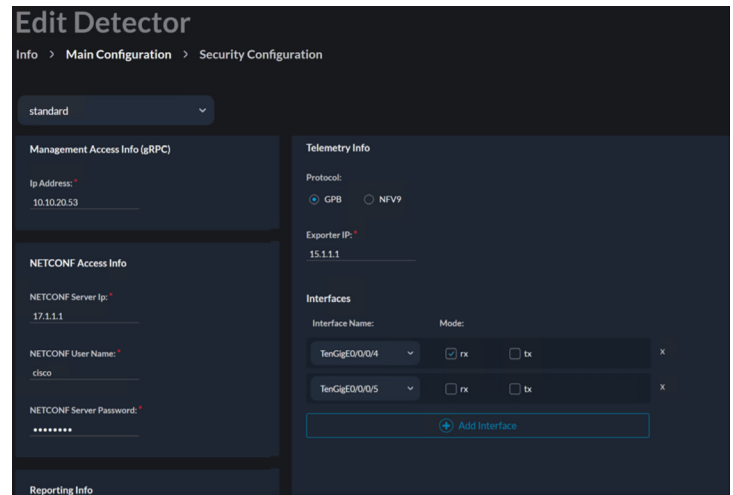 Edit Detector
Info > Main Configuration > Security Configuration
standard
Management Access Info (gRPC)
Ip Address: *
10.10.20.53
NETCONF Access Info
NETCONF Server Ip: *
17.1.1.1
NETCONF User Name: *
cisco
NETCONF Server Password: *
••••••••
Reporting Info
Telemetry Info
Protocol:
GPB NFV9
Exporter IP: *
15.1.1.1
Interfaces
Interface Name: Mode:
TenGigE0/0/0/4 rx tx x
TenGigE0/0/0/5 rx tx x
Add Interface